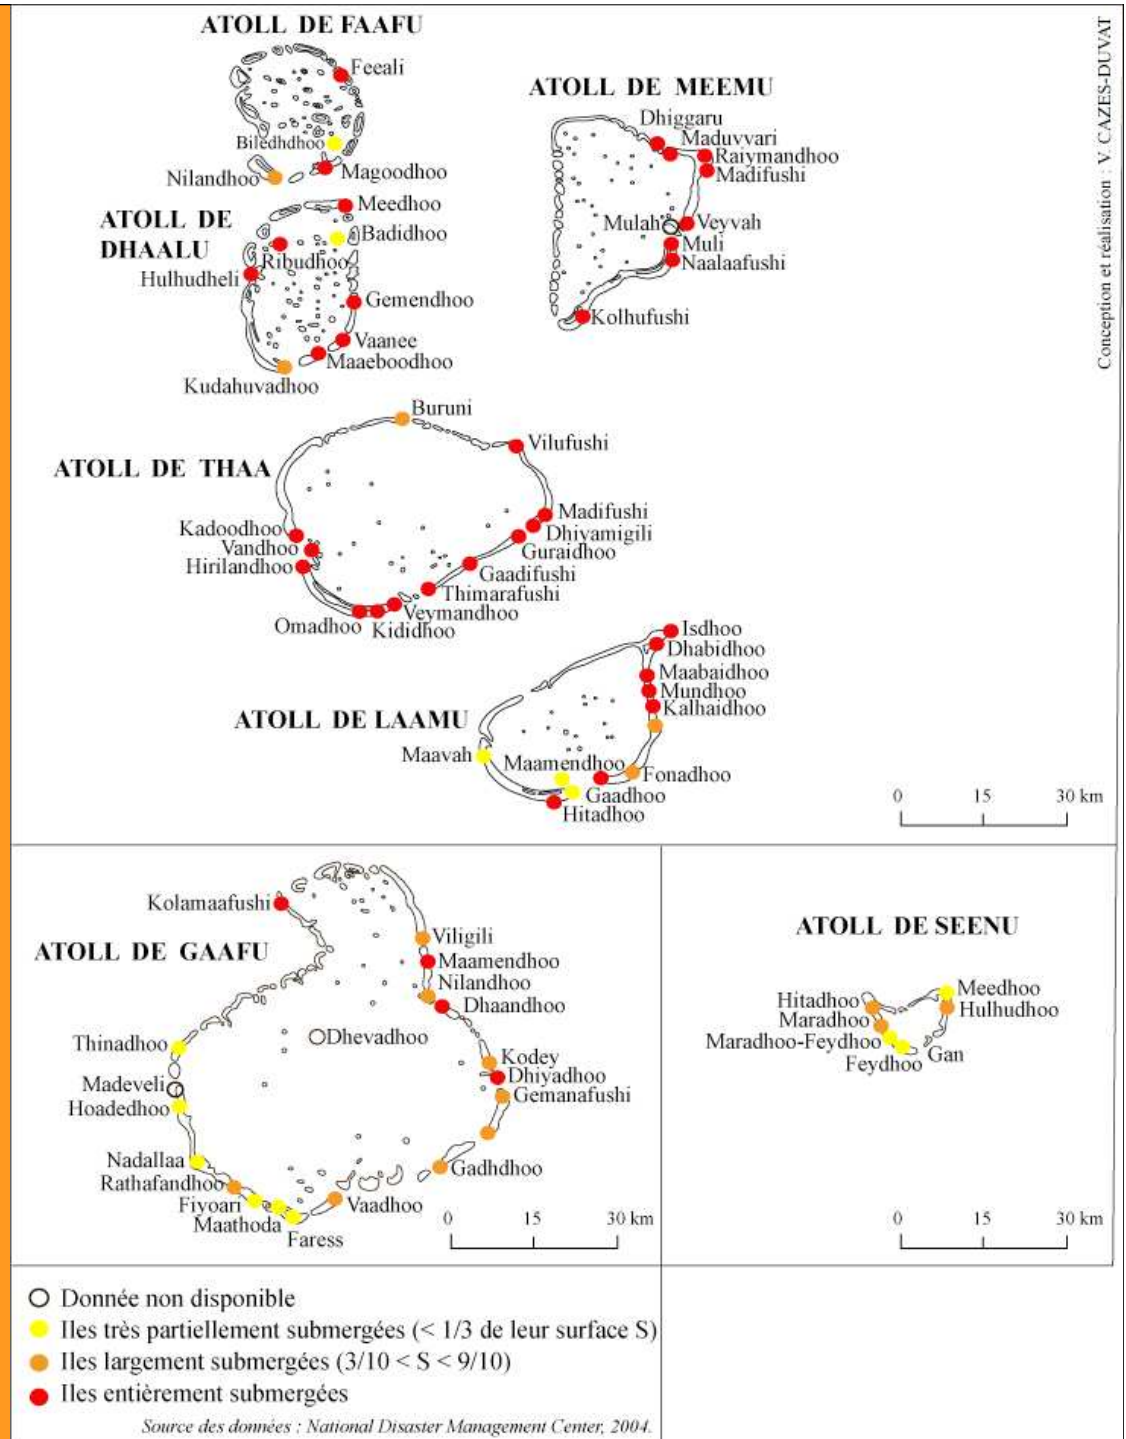 ATOLL DE FAAFU
Feeali
Biledhdhoo
Nilandhoo
Magoodhoo
ATOLL DE MEEMU
Dhiggaru
Maduvvari
Raiymandhoo
Madifushi
Mulah
Veyvah
Muli
Naalaafushi
Kolhufushi
Conception et réalisation : V. CAZES-DUVAT
ATOLL DE
DHAALU
Meedhoo
Badidhoo
Ribudhoo
Hulhudheli
Gemendhoo
Vaanee
Maaeboodhoo
Kudahuvadhoo
ATOLL DE THAA
Buruni
Vilufushi
Madifushi
Dhiyamigili
Guraidhoo
Gaadifushi
Thimarafushi
Veymandhoo
Kididhoo
Omadhoo
Kadoodhoo
Vandhoo
Hirilandhoo
ATOLL DE LAAMU
Isdhoo
Dhabidhoo
Maabaidhoo
Mundhoo
Kalhaidhoo
Maavah
Maamendhoo
Fonadhoo
Gaadhoo
Hitadhoo
0 15 30 km
ATOLL DE GAAFU
Kolamaafushi
Viligili
Maamendhoo
Nilandhoo
Dhaandhoo
Dhevadhoo
Thinadhoo
Madeveli
Hoadedhoo
Kodey
Dhiyadhoo
Gemanafushi
Nadallaa
Rathafandhoo
Fiyoari
Maathoda
Faress
Vaadhoo
Gadhdhoo
0 15 30 km
ATOLL DE SEENU
Meedhoo
Hulhudhoo
Hitadhoo
Maradhoo
Maradhoo-Feydhoo
Feydhoo
Gan
0 15 30 km
Donnée non disponible
Iles très partiellement submergées (< 1/3 de leur surface S)
Iles largement submergées (3/10 < S < 9/10)
Iles entièrement submergées
Source des données : National Disaster Management Center, 2004.